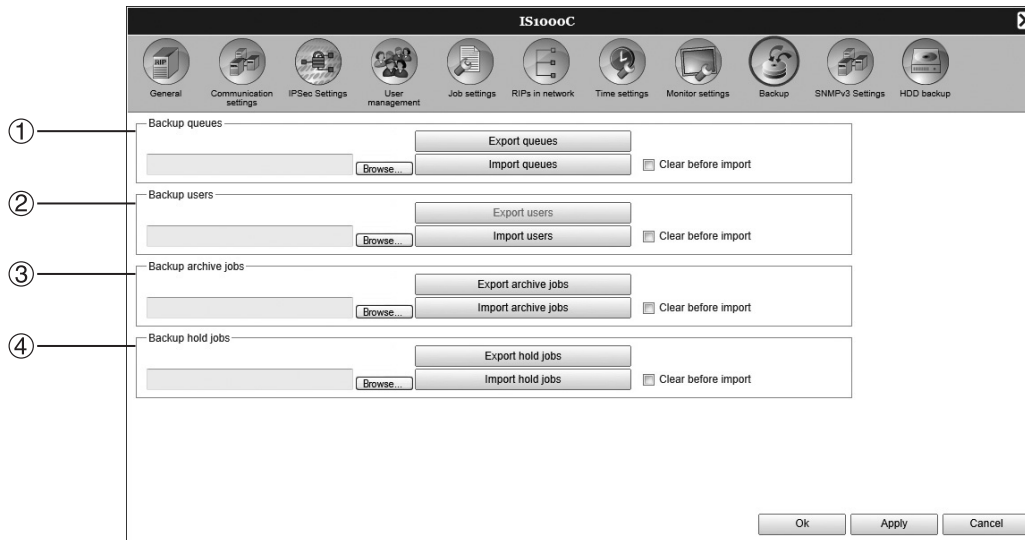 IS1000C
RIP
General
Communication settings
IPSec Settings
User management
Job settings
RIPs in network
Time settings
Monitor settings
Backup
SNMPv3 Settings
HDD backup
① Backup queues
Export queues
Browse... Import queues Clear before import
② Backup users
Export users
Browse... Import users Clear before import
③ Backup archive jobs
Export archive jobs
Browse... Import archive jobs Clear before import
④ Backup hold jobs
Export hold jobs
Browse... Import hold jobs Clear before import
Ok Apply Cancel